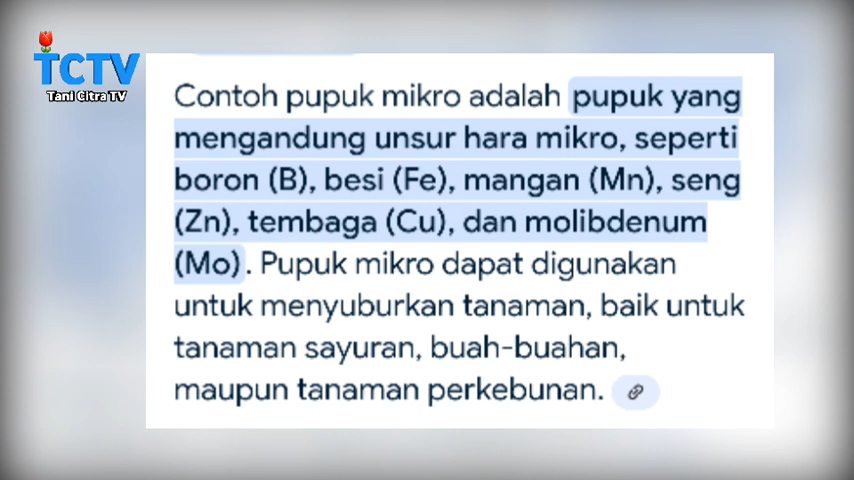 TCTV
Tani Citra TV
Contoh pupuk mikro adalah pupuk yang
mengandung unsur hara mikro, seperti
boron (B), besi (Fe), mangan (Mn), seng
(Zn), tembaga (Cu), dan molibdenum
(Mo). Pupuk mikro dapat digunakan
untuk menyuburkan tanaman, baik untuk
tanaman sayuran, buah-buahan,
maupun tanaman perkebunan.